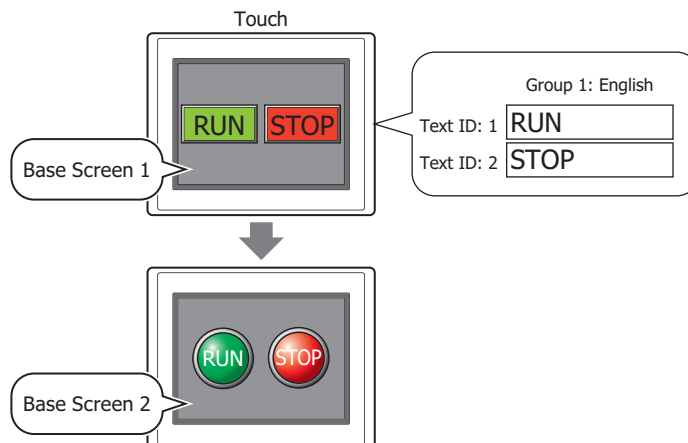 Touch
RUN STOP
Base Screen 1
Group 1: English
Text ID: 1 RUN
Text ID: 2 STOP
RUN STOP
Base Screen 2